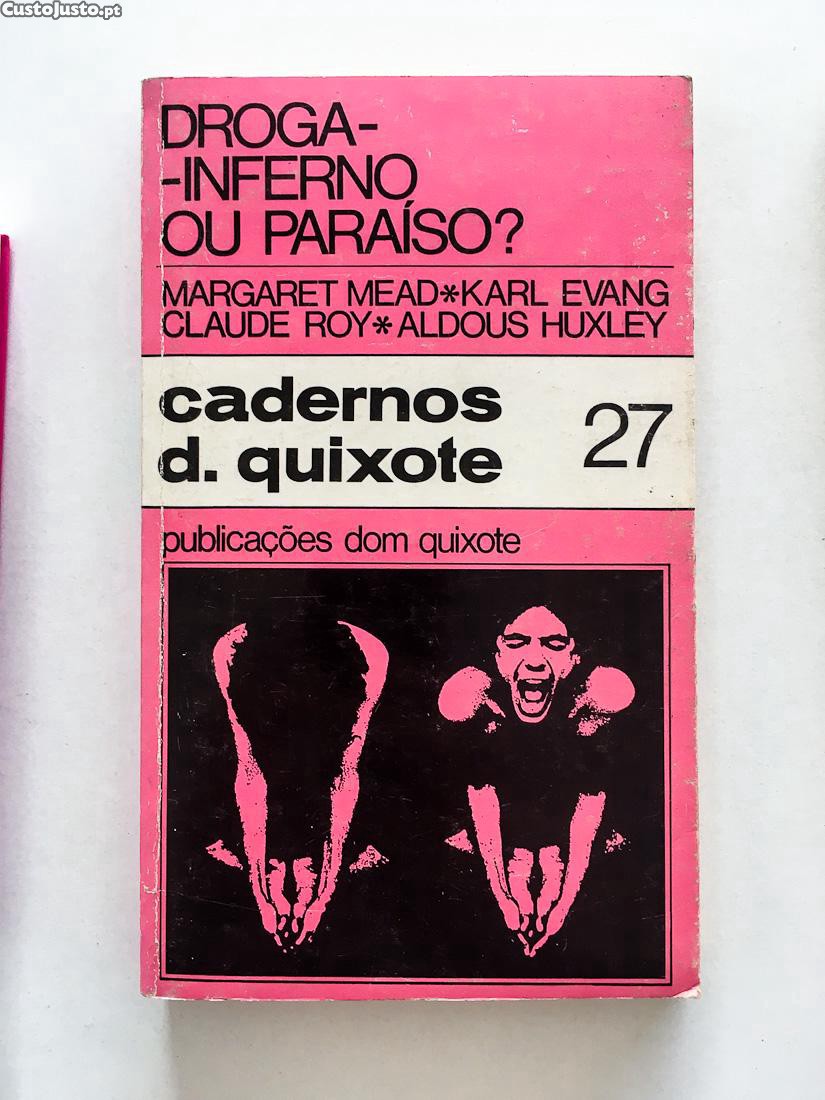 CustoJusto.pt
DROGA-
-INFERNO
OU PARAÍSO?
MARGARET MEAD*KARL EVANG
CLAUDE ROY*ALDOUS HUXLEY
cadernos
d. quixote
27
publicações dom quixote